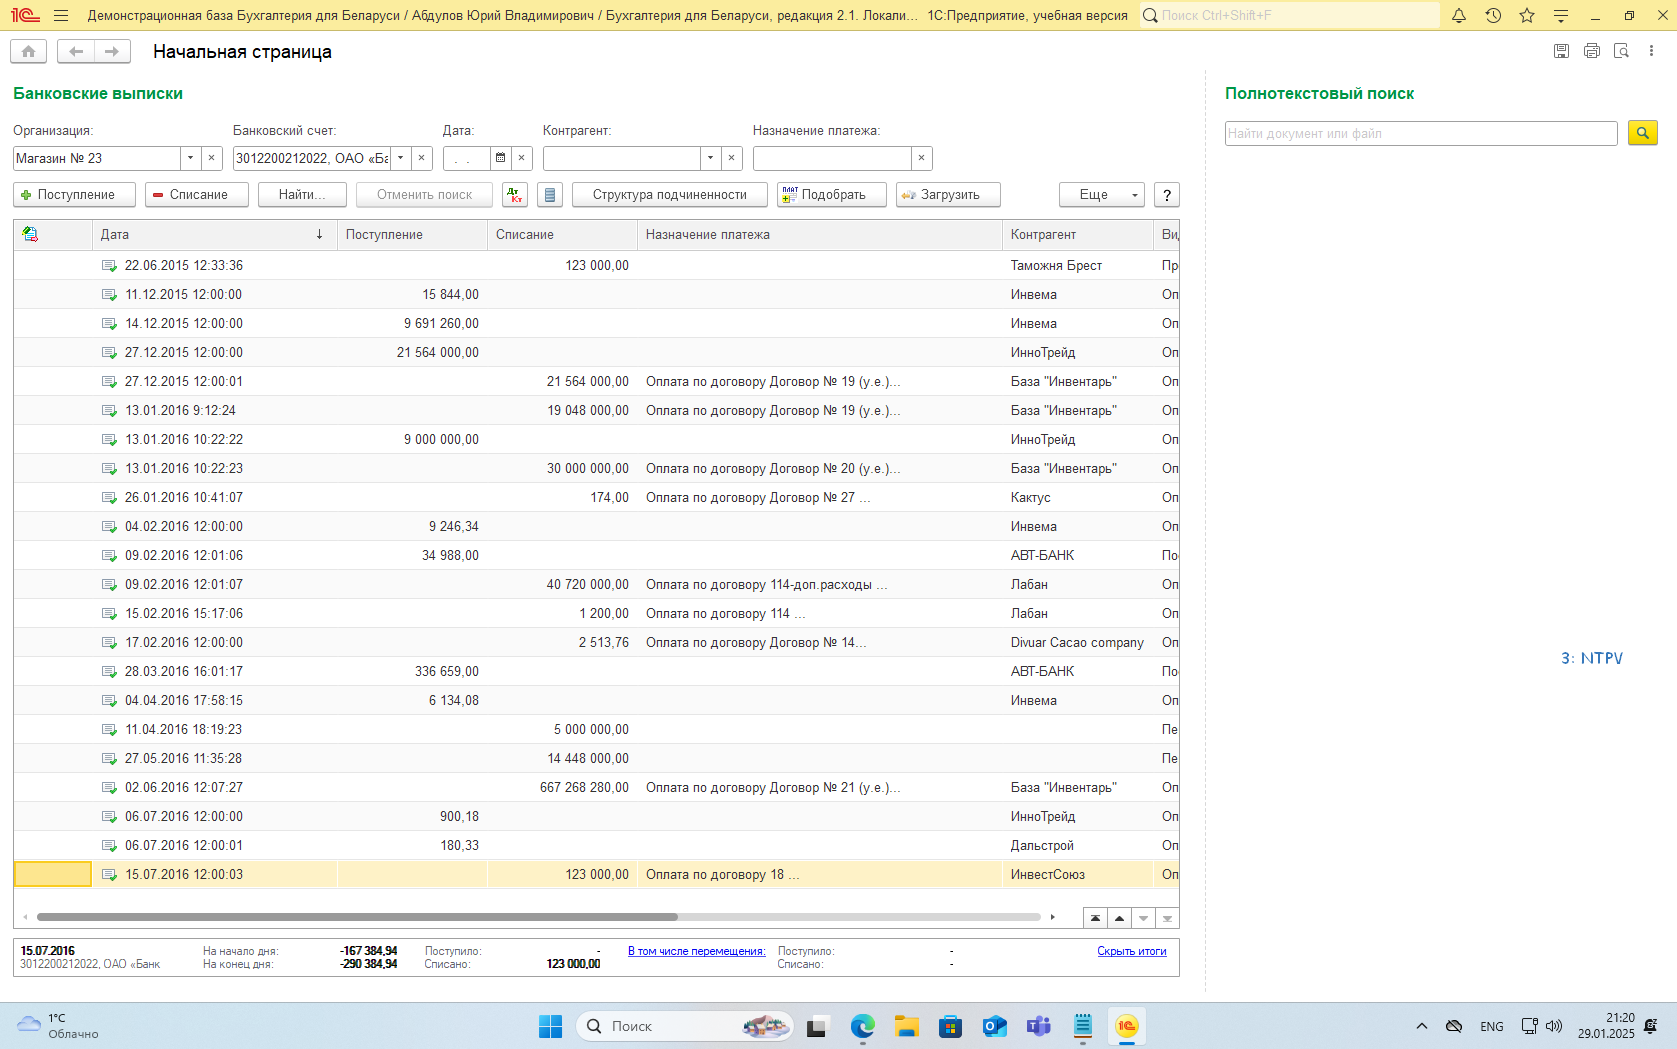 Демонстрационная база Бухгалтерия для Беларуси / Абдулов Юрий Владимирович / Бухгалтерия для Беларуси, редакция 2.1. Локали... 1С:Предприятие, учебная версия Поиск Ctrl+Shift+F
Начальная страница
Банковские выписки
Организация: Банковский счет: Дата: Контрагент: Назначение платежа:
Магазин № 23 3012200212022, ОАО «Ба . .
Поступление Списание Найти... Отменить поиск Дт Кт Структура подчиненности Подобрать Загрузить Еще ?
Дата ↓ Поступление Списание Назначение платежа Контрагент Вид
22.06.2015 12:33:36 123 000,00 Таможня Брест Пр
11.12.2015 12:00:00 15 844,00 Инвема Оп
14.12.2015 12:00:00 9 691 260,00 Инвема Оп
27.12.2015 12:00:00 21 564 000,00 ИнноТрейд Оп
27.12.2015 12:00:01 21 564 000,00 Оплата по договору Договор № 19 (у.е.)... База "Инвентарь" Оп
13.01.2016 9:12:24 19 048 000,00 Оплата по договору Договор № 19 (у.е.)... База "Инвентарь" Оп
13.01.2016 10:22:22 9 000 000,00 ИнноТрейд Оп
13.01.2016 10:22:23 30 000 000,00 Оплата по договору Договор № 20 (у.е.)... База "Инвентарь" Оп
26.01.2016 10:41:07 174,00 Оплата по договору Договор № 27 ... Кактус Оп
04.02.2016 12:00:00 9 246,34 Инвема Оп
09.02.2016 12:01:06 34 988,00 АВТ-БАНК По
09.02.2016 12:01:07 40 720 000,00 Оплата по договору 114-доп.расходы ... Лабан Оп
15.02.2016 15:17:06 1 200,00 Оплата по договору 114 ... Лабан Оп
17.02.2016 12:00:00 2 513,76 Оплата по договору Договор № 14... Divuar Cacao company Оп
28.03.2016 16:01:17 336 659,00 АВТ-БАНК По
04.04.2016 17:58:15 6 134,08 Инвема Оп
11.04.2016 18:19:23 5 000 000,00 Пе
27.05.2016 11:35:28 14 448 000,00 Пе
02.06.2016 12:07:27 667 268 280,00 Оплата по договору Договор № 21 (у.е.)... База "Инвентарь" Оп
06.07.2016 12:00:00 900,18 ИнноТрейд Оп
06.07.2016 12:00:01 180,33 Дальстрой Оп
15.07.2016 12:00:03 123 000,00 Оплата по договору 18 ... ИнвестСоюз Оп
15.07.2016 На начало дня: -167 384,94 Поступило: - В том числе перемещения: Поступило: - Скрыть итоги
3012200212022, ОАО «Банк На конец дня: -290 384,94 Списано: 123 000,00 Списано: -
Полнотекстовый поиск
Найти документ или файл
3: NTPV
1°C
Облачно
Поиск
ENG
21:20
29.01.2025